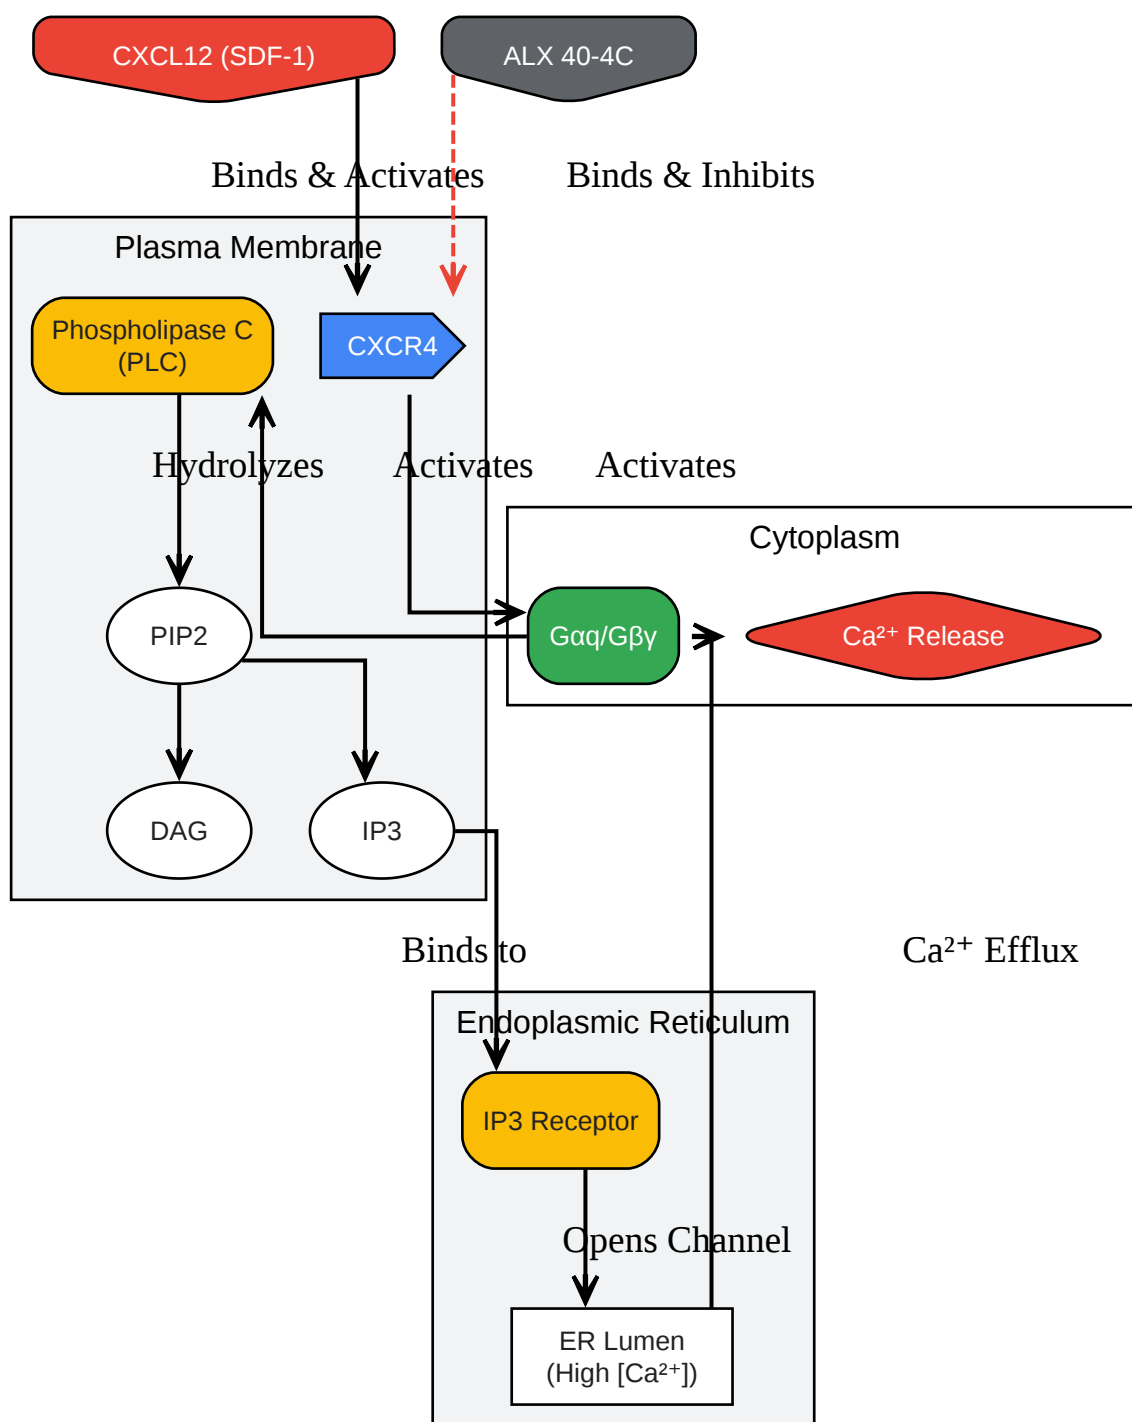 CXCL12 (SDF-1)
ALX 40-4C
Binds & Activates
Binds & Inhibits
Plasma Membrane
Phospholipase C
(PLC)
CXCR4
Hydrolyzes
Activates
Activates
Cytoplasm
PIP2
Gαq/Gβγ
Ca²⁺ Release
DAG
IP3
Binds to
Ca²⁺ Efflux
Endoplasmic Reticulum
IP3 Receptor
Opens Channel
ER Lumen
(High [Ca²⁺])